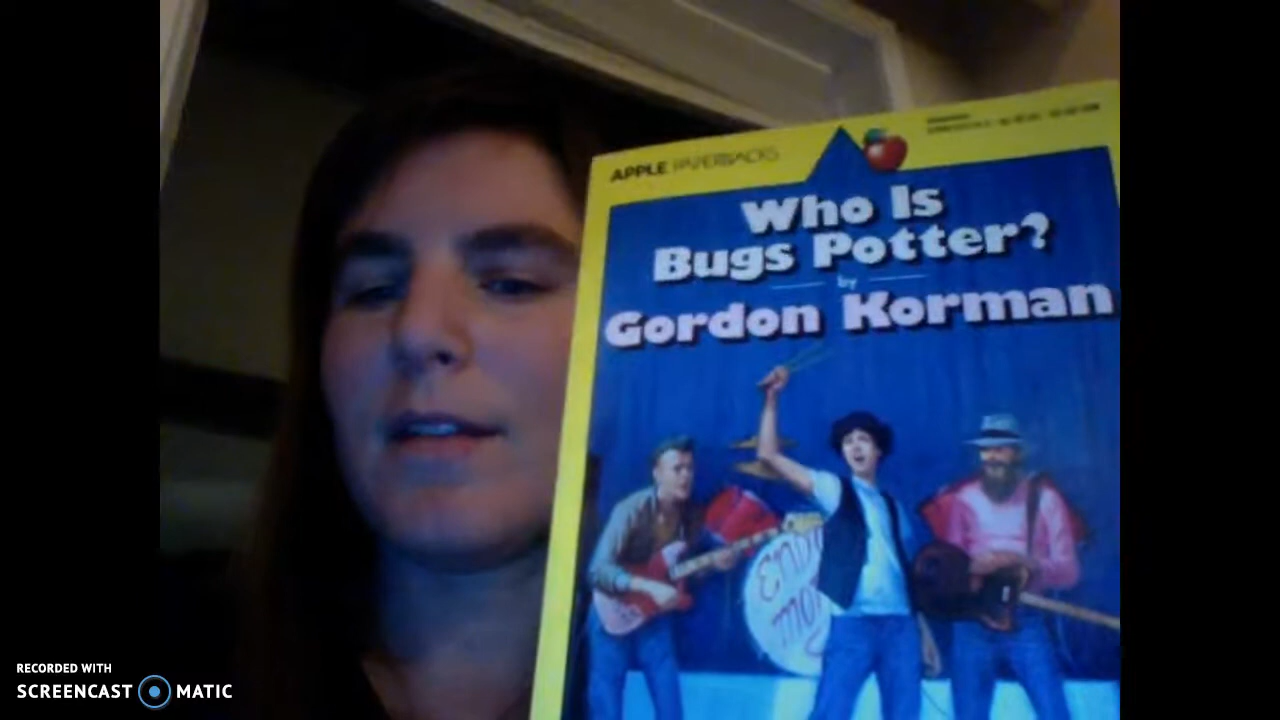 APPLE PAPERBACKS
Who Is
Bugs Potter?
by
Gordon Korman
RECORDED WITH
SCREENCAST MATIC